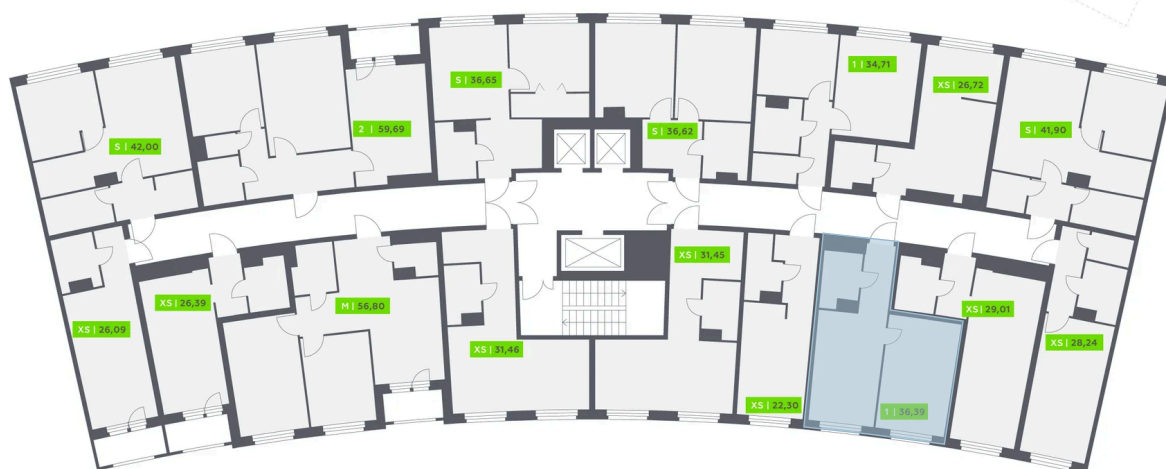 S | 42,00
2 | 59,69
S | 36,65
S | 36,62
1 | 34,71
XS | 26,72
S | 41,90
XS | 26,09
XS | 26,39
M | 56,80
XS | 31,46
XS | 31,45
XS | 22,30
1 | 36,39
XS | 29,01
XS | 28,24